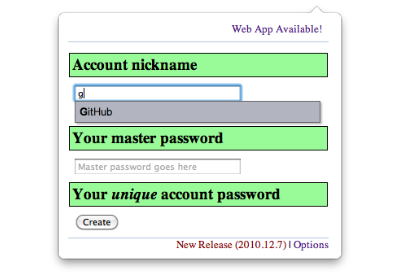 Web App Available!
Account nickname
g
GitHub
Your master password
Master password goes here
Your unique account password
Create
New Release (2010.12.7) | Options